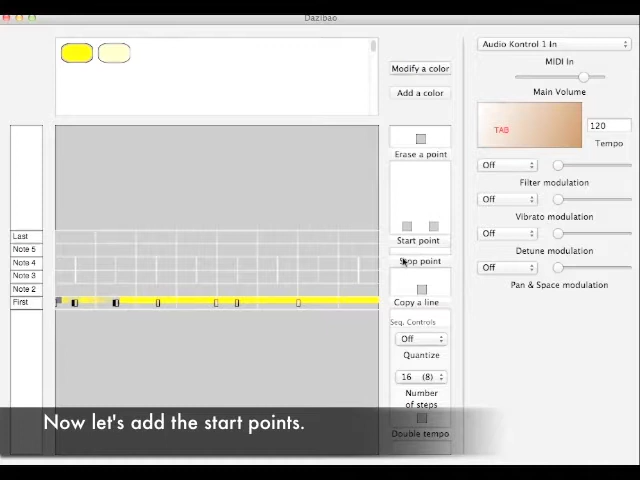 Dazibao
Modify a color
Add a color
Erase a point
Start point
Stop point
Copy a line
Seq. Controls
Off
Quantize
16 (8)
Number
of steps
Double tempo
Last
Note 5
Note 4
Note 3
Note 2
First
Audio Kontrol 1 In
MIDI In
Main Volume
TAB
120
Tempo
Off
Filter modulation
Off
Vibrato modulation
Off
Detune modulation
Off
Pan & Space modulation
Now let's add the start points.